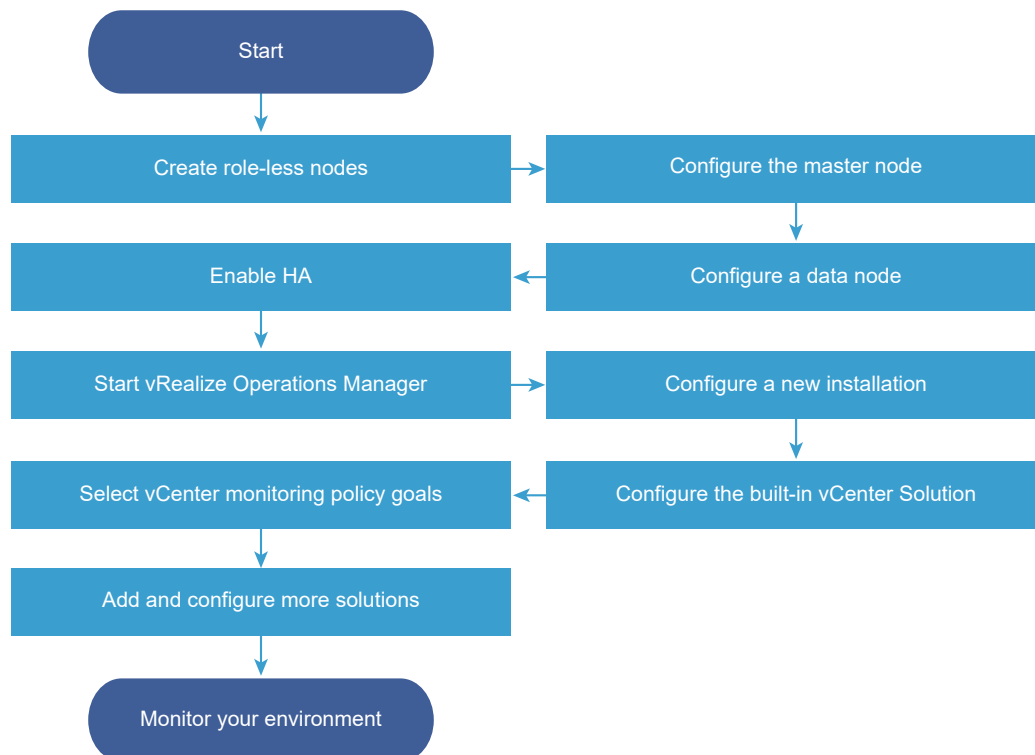 Start
Create role-less nodes
Configure the master node
Configure a data node
Enable HA
Start vRealize Operations Manager
Configure a new installation
Configure the built-in vCenter Solution
Select vCenter monitoring policy goals
Add and configure more solutions
Monitor your environment